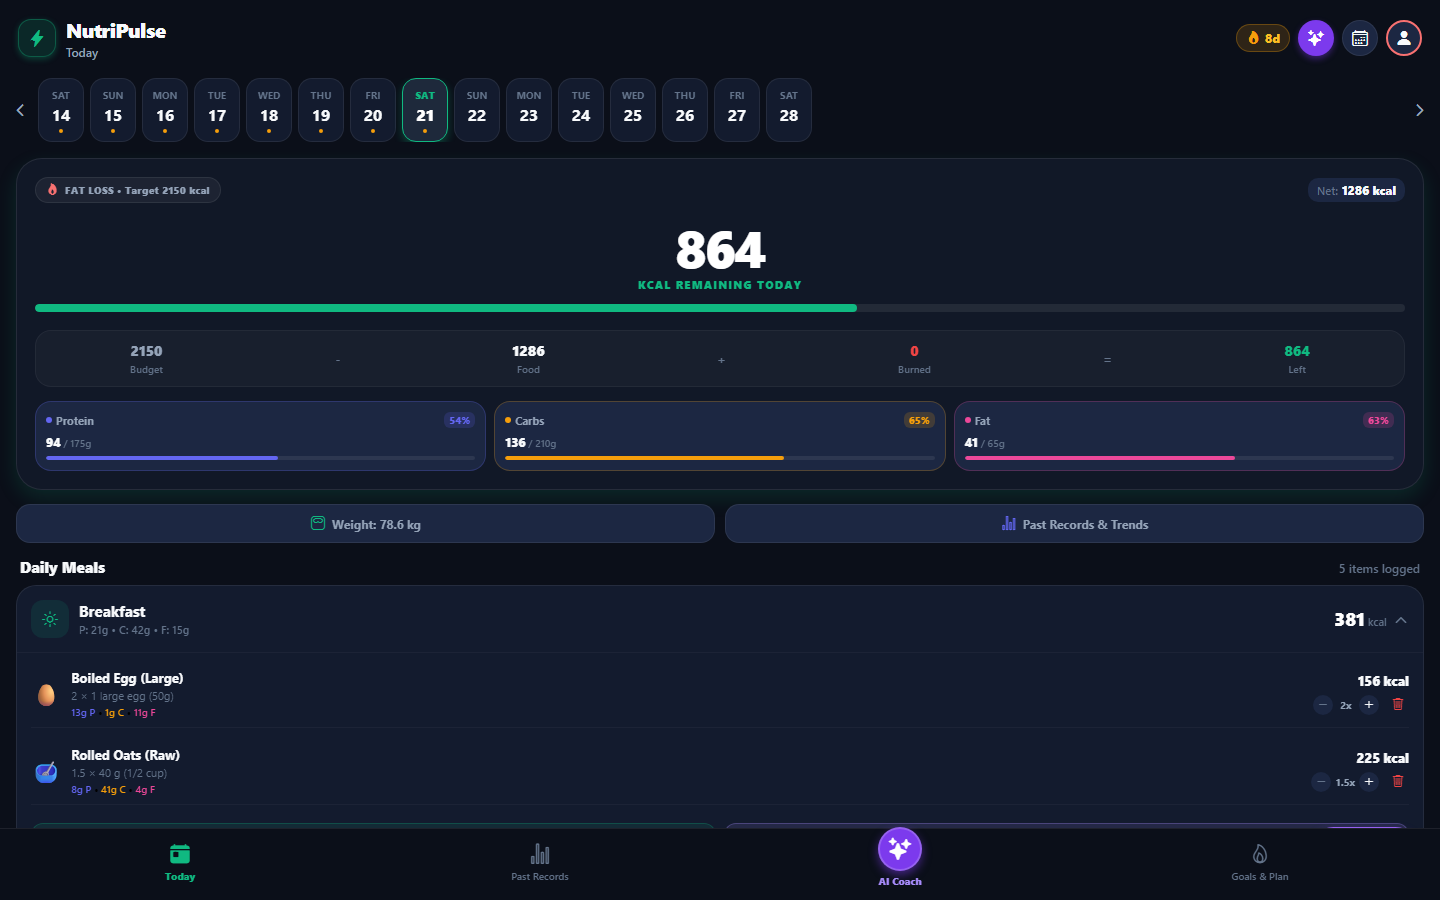 NutriPulse
Today
8d
SAT 14
SUN 15
MON 16
TUE 17
WED 18
THU 19
FRI 20
SAT 21
SUN 22
MON 23
TUE 24
WED 25
THU 26
FRI 27
SAT 28
FAT LOSS • Target 2150 kcal
Net: 1286 kcal
864
KCAL REMAINING TODAY
2150 - 1286 + 0 = 864
Budget Food Burned Left
Protein 54%
94 / 175g
Carbs 65%
136 / 210g
Fat 63%
41 / 65g
Weight: 78.6 kg
Past Records & Trends
Daily Meals
5 items logged
Breakfast
P: 21g • C: 42g • F: 15g
381 kcal
Boiled Egg (Large)
2 × 1 large egg (50g)
13g P • 1g C • 11g F
156 kcal
− 2x +
Rolled Oats (Raw)
1.5 × 40 g (1/2 cup)
8g P • 41g C • 4g F
225 kcal
− 1.5x +
Today
Past Records
AI Coach
Goals & Plan